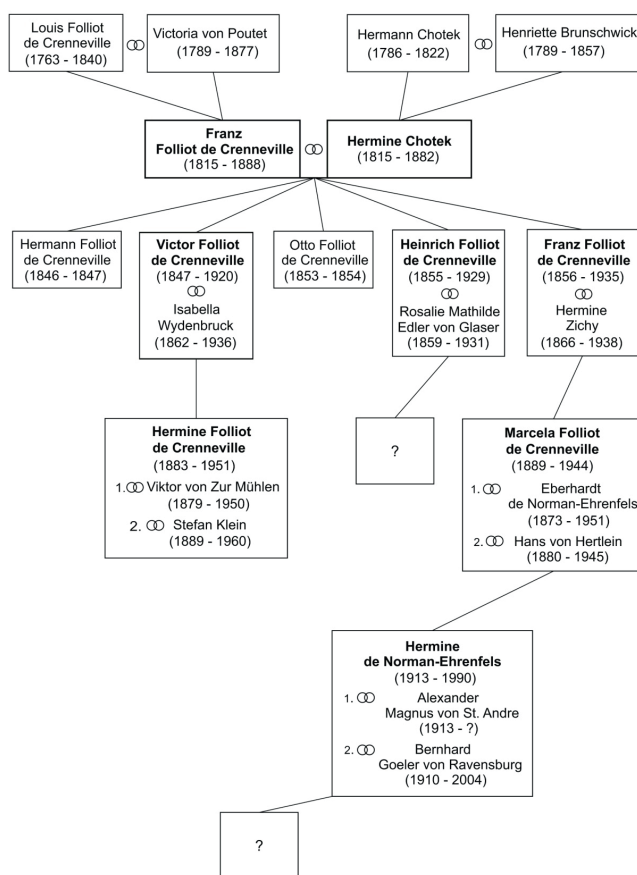 Louis Folliot
de Crenneville
(1763 - 1840)
Victoria von Poutet
(1789 - 1877)
Hermann Chotek
(1786 - 1822)
Henriette Brunschwick
(1789 - 1857)
Franz
Folliot de Crenneville
(1815 - 1888)
Hermine Chotek
(1815 - 1882)
Hermann Folliot
de Crenneville
(1846 - 1847)
Victor Folliot
de Crenneville
(1847 - 1920)
Isabella
Wydenbruck
(1862 - 1936)
Otto Folliot
de Crenneville
(1853 - 1854)
Heinrich Folliot
de Crenneville
(1855 - 1929)
Rosalie Mathilde
Edler von Glaser
(1859 - 1931)
Franz Folliot
de Crenneville
(1856 - 1935)
Hermine
Zichy
(1866 - 1938)
Hermine Folliot
de Crenneville
(1883 - 1951)
1. Viktor von Zur Mühlen
(1879 - 1950)
2. Stefan Klein
(1889 - 1960)
?
Marcela Folliot
de Crenneville
(1889 - 1944)
1. Eberhardt
de Norman-Ehrenfels
(1873 - 1951)
2. Hans von Hertlein
(1880 - 1945)
Hermine
de Norman-Ehrenfels
(1913 - 1990)
1. Alexander
Magnus von St. Andre
(1913 - ?)
2. Bernhard
Goeler von Ravensburg
(1910 - 2004)
?